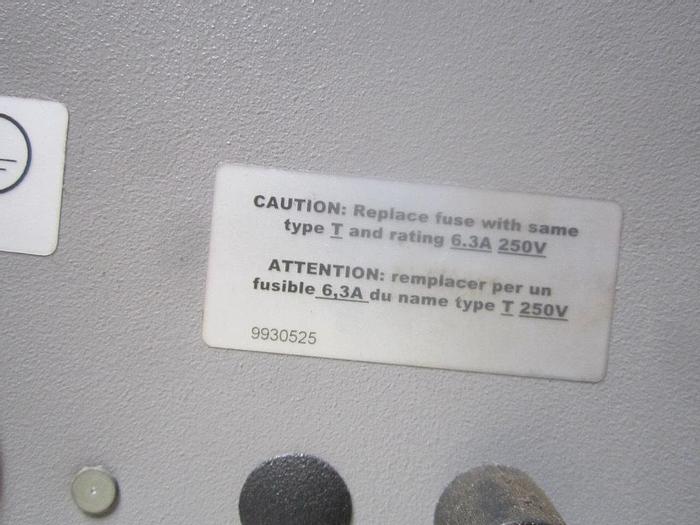 CAUTION: Replace fuse with same
type T and rating 6.3A 250V
ATTENTION: remplacer per un
fusible 6,3A du name type T 250V
9930525